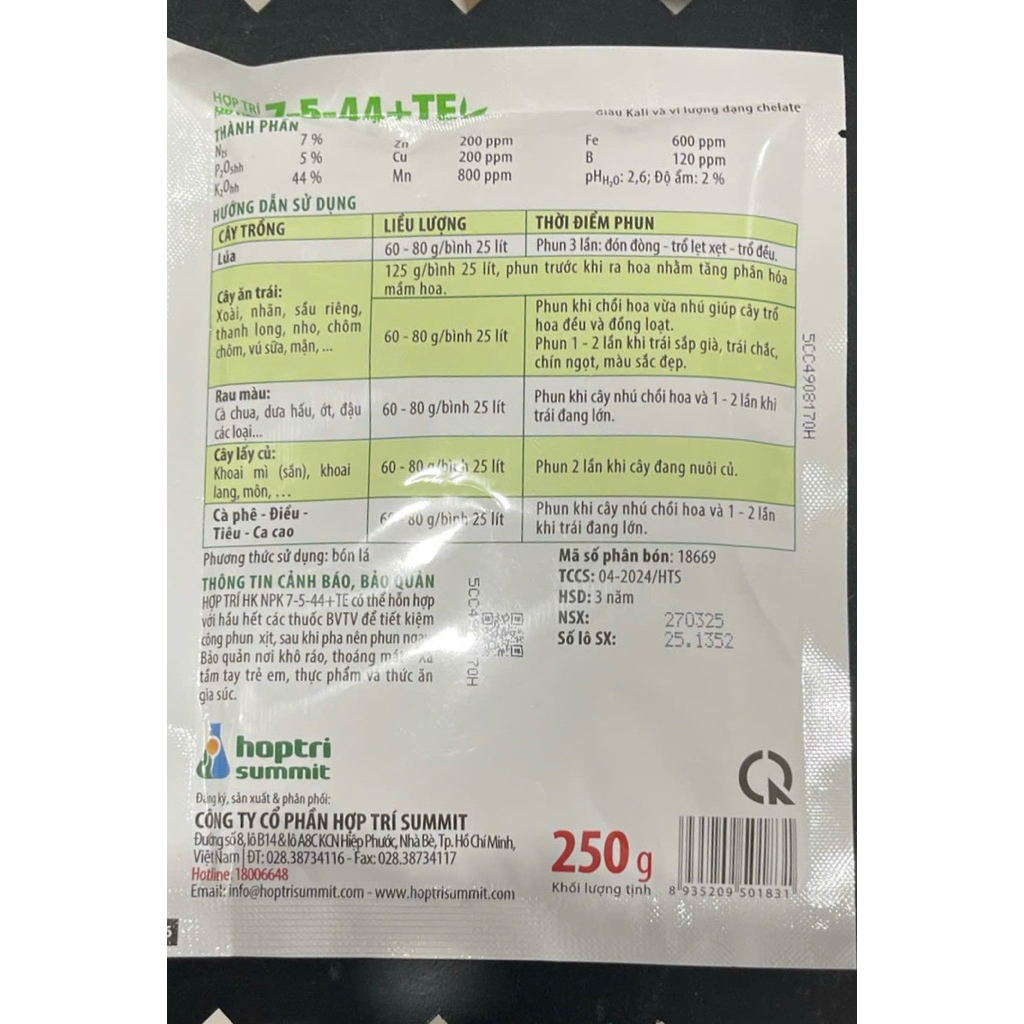 HỢP TRÍ
7-5-44+TE
Giàu Kali và vi lượng dạng chelate
THÀNH PHẦN
Nts 7 % Zn 200 ppm Fe 600 ppm
P₂O₅hh 5 % Cu 200 ppm B 120 ppm
K₂Ohh 44 % Mn 800 ppm pHH₂O: 2,6; Độ ẩm: 2 %
HƯỚNG DẪN SỬ DỤNG
CÂY TRỒNG LIỀU LƯỢNG THỜI ĐIỂM PHUN
Lúa 60 - 80 g/bình 25 lít Phun 3 lần: đón đòng - trổ lẹt xẹt - trổ đều.
Cây ăn trái:
Xoài, nhãn, sầu riêng,
thanh long, nho, chôm
chôm, vú sữa, mận, ...
125 g/bình 25 lít, phun trước khi ra hoa nhằm tăng phân hóa
mầm hoa.
60 - 80 g/bình 25 lít
Phun khi chồi hoa vừa nhú giúp cây trổ
hoa đều và đồng loạt.
Phun 1 - 2 lần khi trái sắp già, trái chắc,
chín ngọt, màu sắc đẹp.
Rau màu:
Cà chua, dưa hấu, ớt, đậu
các loại...
60 - 80 g/bình 25 lít
Phun khi cây nhú chồi hoa và 1 - 2 lần khi
trái đang lớn.
Cây lấy củ:
Khoai mì (sắn), khoai
lang, môn, ...
60 - 80 g/bình 25 lít
Phun 2 lần khi cây đang nuôi củ.
Cà phê - Điều -
Tiêu - Ca cao
80 g/bình 25 lít
Phun khi cây nhú chồi hoa và 1 - 2 lần
khi trái đang lớn.
5CC4908170H
Phương thức sử dụng: bón lá
THÔNG TIN CẢNH BÁO, BẢO QUẢN
HỢP TRÍ HK NPK 7-5-44+TE có thể hỗn hợp
với hầu hết các thuốc BVTV để tiết kiệm
công phun xịt, sau khi pha nên phun
Bảo quản nơi khô ráo, thoáng
tầm tay trẻ em, thực phẩm và thức ăn
gia súc.
Mã số phân bón: 18669
TCCS: 04-2024/HTS
HSD: 3 năm
NSX: 270325
Số lô SX: 25.1352
hoptri
summit
Đăng ký, sản xuất & phân phối:
CÔNG TY CỔ PHẦN HỢP TRÍ SUMMIT
Đường số 8, lô B14 & lô A8C KCN Hiệp Phước, Nhà Bè, Tp. Hồ Chí Minh,
Việt Nam | ĐT: 028.38734116 - Fax: 028.38734117
Hotline: 18006648
Email: info@hoptrisummit.com - www.hoptrisummit.com
250 g
Khối lượng tịnh
8 935209 501831